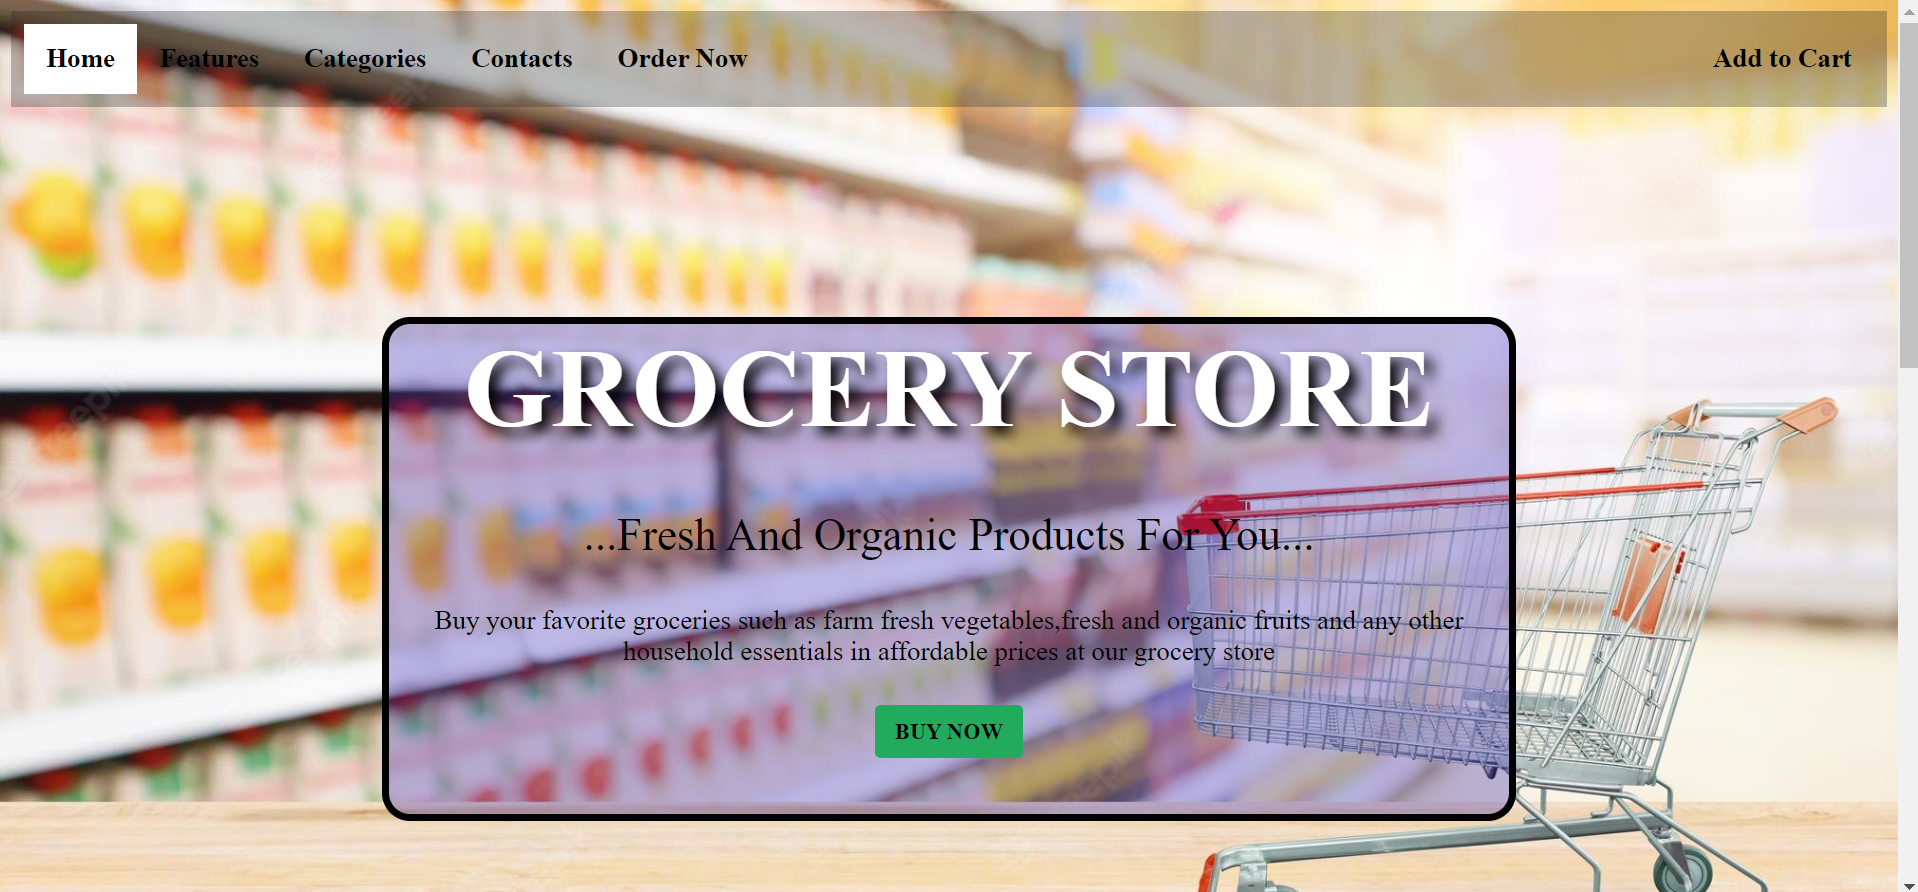 Home Features Categories Contacts Order Now Add to Cart
GROCERY STORE
...Fresh And Organic Products For You...
Buy your favorite groceries such as farm fresh vegetables,fresh and organic fruits and any other
household essentials in affordable prices at our grocery store
BUY NOW